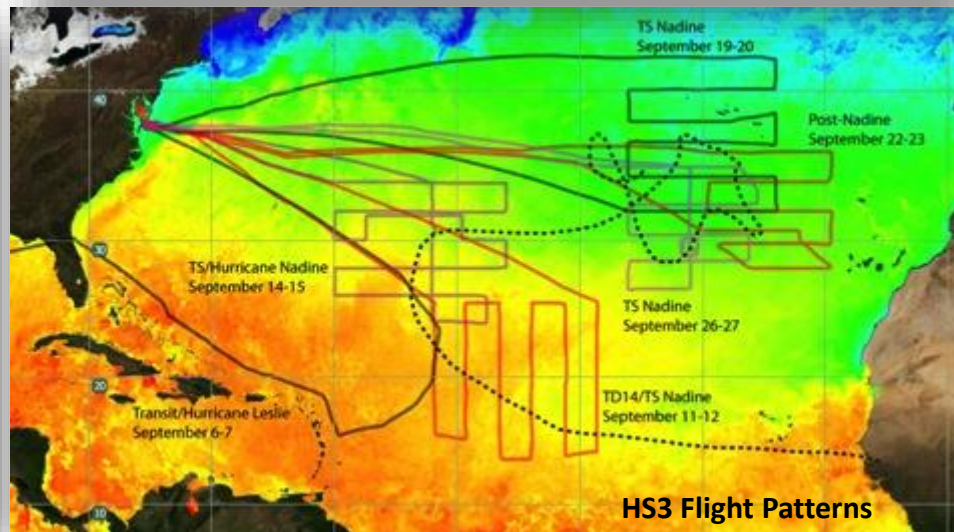 TS Nadine
September 19-20
40
Post-Nadine
September 22-23
30
TS/Hurricane Nadine
September 14-15
TS Nadine
September 26-27
20
TD14/TS Nadine
September 11-12
Transit/Hurricane Leslie
September 6-7
10
HS3 Flight Patterns